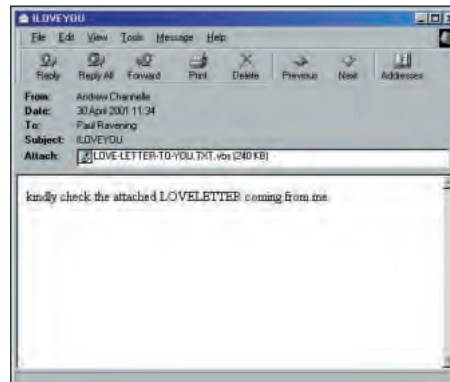 ILOVEYOU
File Edit View Tools Message Help
Reply Reply All Forward Print Delete Previous Next Addresses
From: Andrew Channelle
Date: 30 April 2001 11:34
To: Paul Ravening
Subject: ILOVEYOU
Attach: LOVE-LETTER-TO-YOU.TXT.vbs (240 KB)
kindly check the attached LOVELETTER coming from me